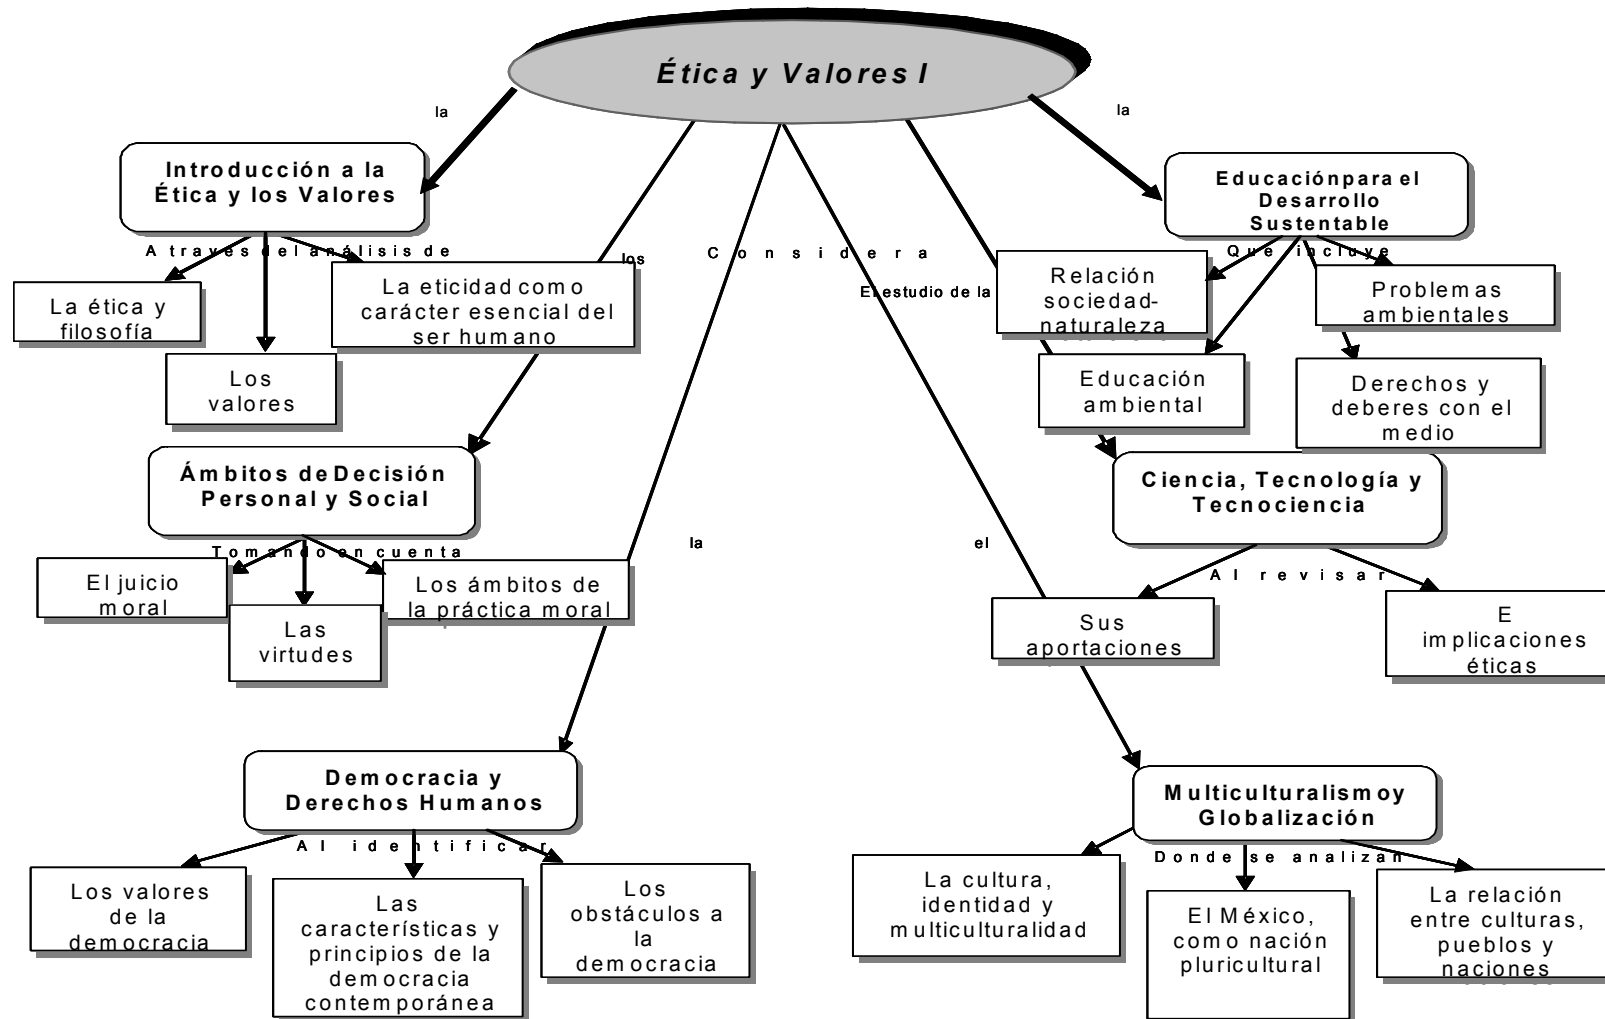 Ética y Valores I
la
la
Introducción a la
Ética y los Valores
Educación para el
Desarrollo
Sustentable
A través del análisis de
los
Considera
Que incluye
La ética y
filosofía
La eticidad como
carácter esencial del
ser humano
El estudio de la
Relación
sociedad-
naturaleza
Problemas
ambientales
Los
valores
Educación
ambiental
Derechos y
deberes con el
medio
Ámbitos de Decisión
Personal y Social
Ciencia, Tecnología y
Tecnociencia
Tomando en cuenta
la
el
El juicio
moral
Las
virtudes
Los ámbitos de
la práctica moral
Al revisar
Sus
aportaciones
E
implicaciones
éticas
Democracia y
Derechos Humanos
Multiculturalismo y
Globalización
Al identificar
Donde se analizan
Los valores
de la
democracia
Las
características y
principios de la
democracia
contemporánea
Los
obstáculos a
la
democracia
La cultura,
identidad y
multiculturalidad
El México,
como nación
pluricultural
La relación
entre culturas,
pueblos y
naciones